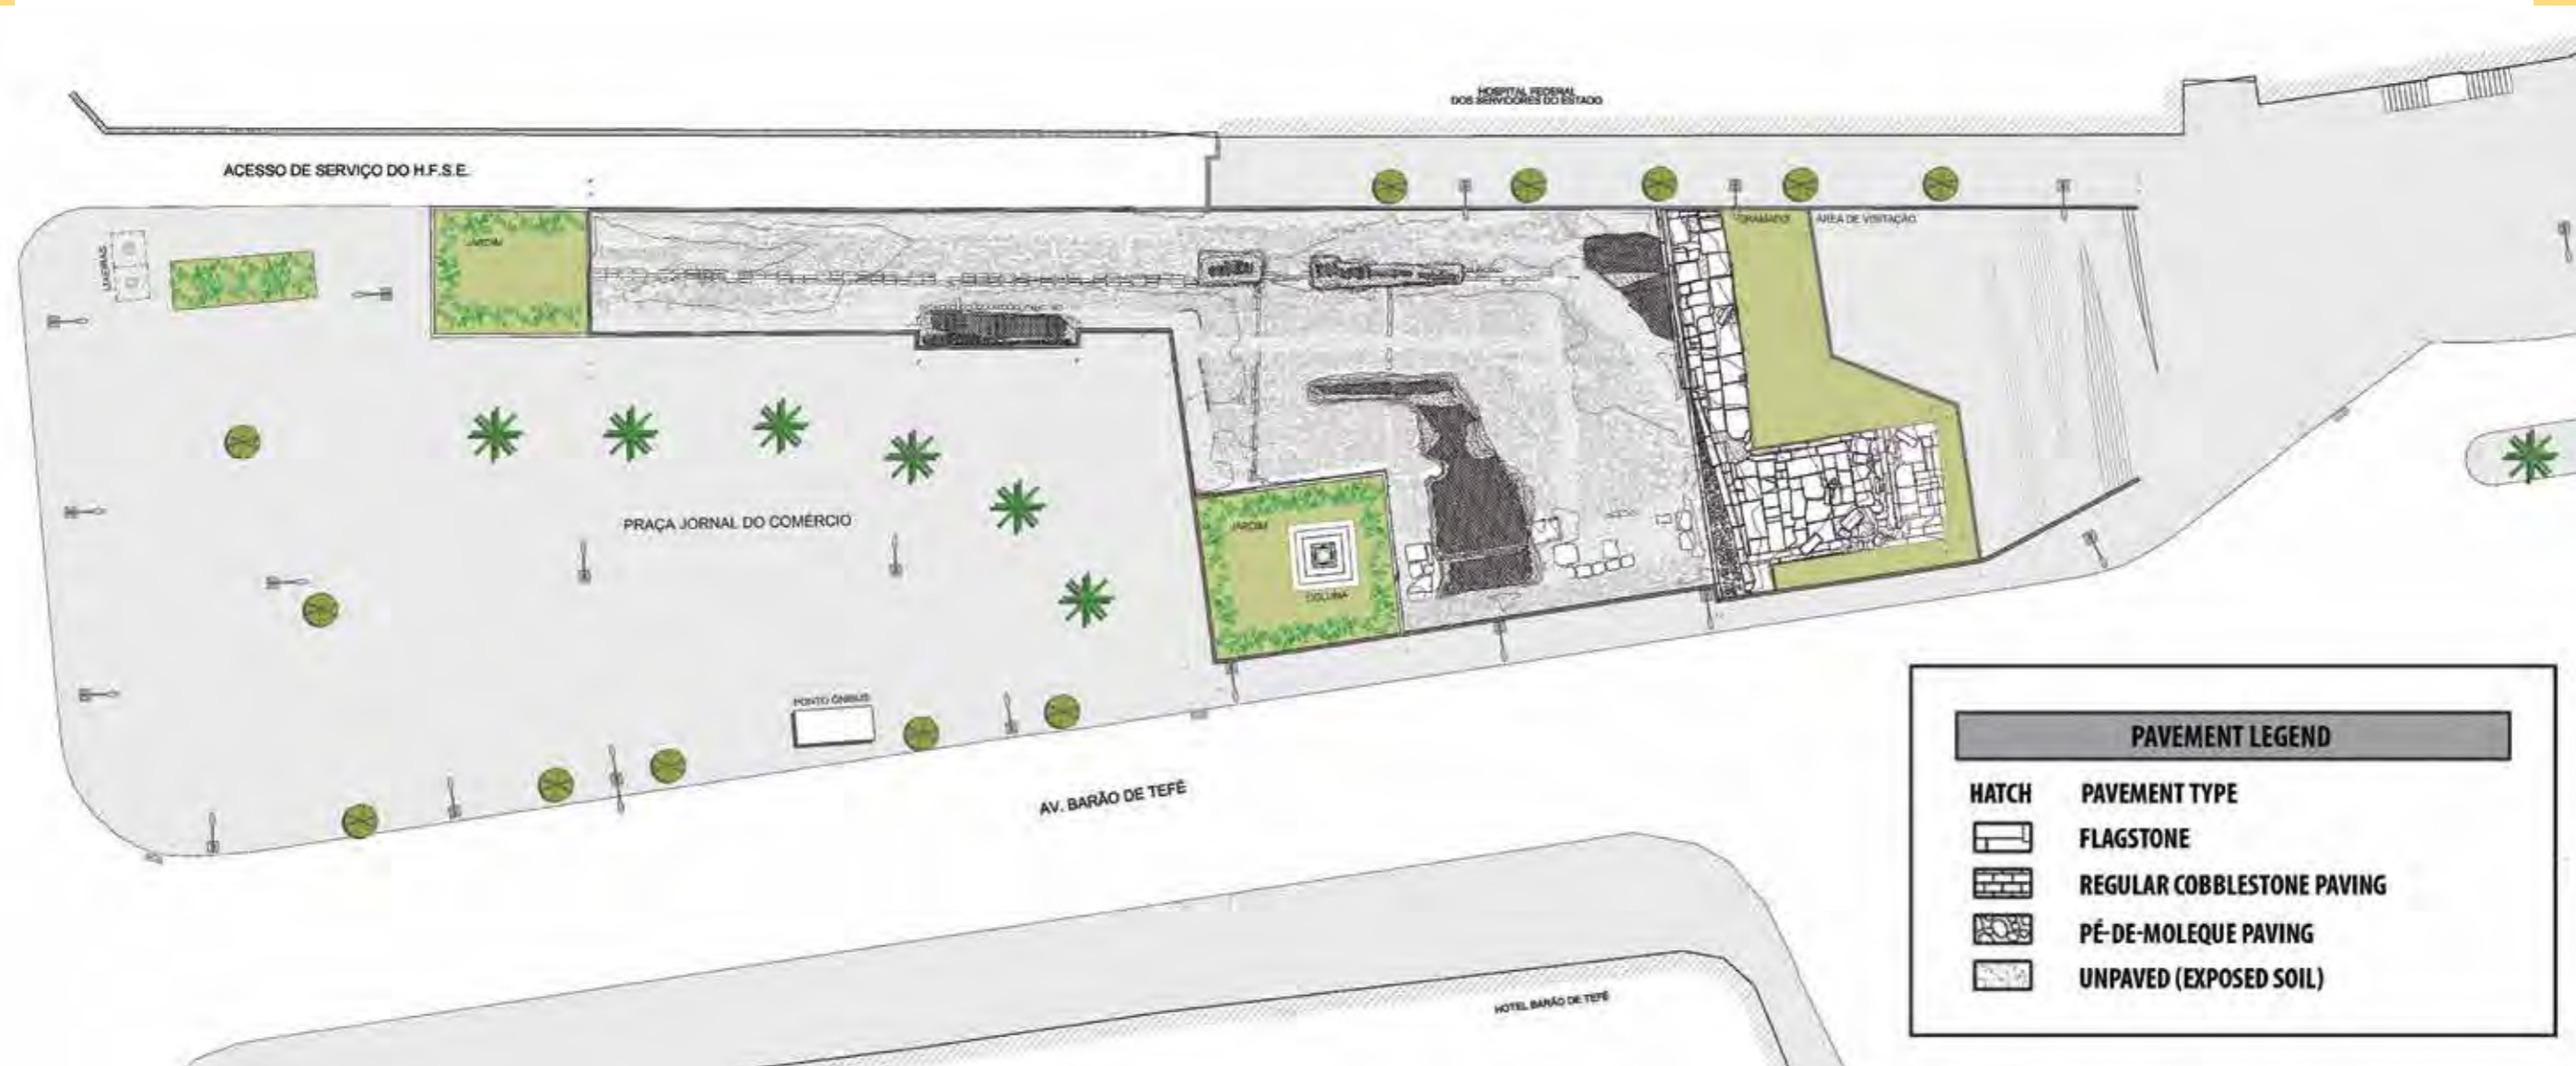 HOSPITAL FEDERAL
DOS SERVIDORES DO ESTADO
ACESSO DE SERVIÇO DO H.F.S.E.
LIXEIRAS
JARDIM
GRAMADO
ÁREA DE VISITAÇÃO
PRAÇA JORNAL DO COMÉRCIO
JARDIM
COLUNA
PONTO ÔNIBUS
AV. BARÃO DE TEFÉ
HOTEL BARÃO DE TEFÉ
PAVEMENT LEGEND
HATCH PAVEMENT TYPE
FLAGSTONE
REGULAR COBBLESTONE PAVING
PÉ-DE-MOLEQUE PAVING
UNPAVED (EXPOSED SOIL)